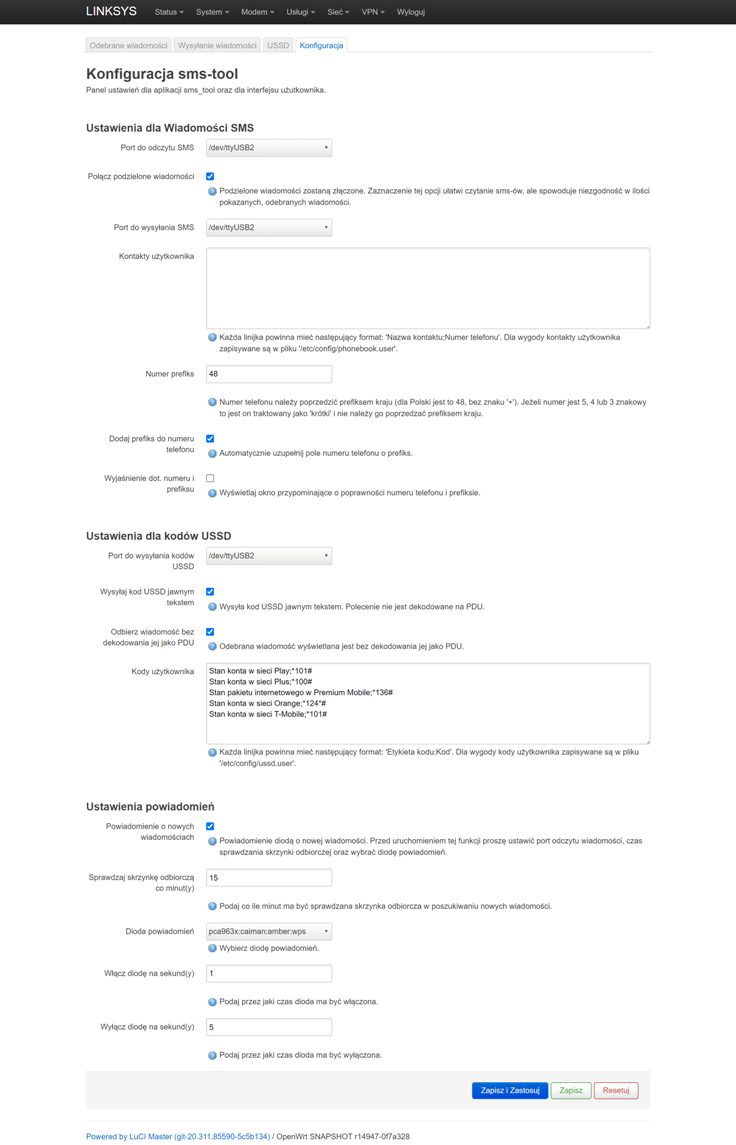 LINKSYS Status System Modem Usługi Sieć VPN Wyloguj
Odebrane wiadomości Wysyłanie wiadomości USSD Konfiguracja
Konfiguracja sms-tool
Panel ustawień dla aplikacji sms_tool oraz dla interfejsu użutkownika.
Ustawienia dla Wiadomości SMS
Port do odczytu SMS /dev/ttyUSB2
Połącz podzielone wiadomości
Podzielone wiadomości zostaną złączone. Zaznaczenie tej opcji ułatwi czytanie sms-ów, ale spowoduje niezgodność w ilości
pokazanych, odebranych wiadomości.
Port do wysyłania SMS /dev/ttyUSB2
Kontakty użytkownika
Każda linijka powinna mieć następujący format: 'Nazwa kontaktu;Numer telefonu'. Dla wygody kontakty użytkownika
zapisywane są w pliku '/etc/config/phonebook.user'.
Numer prefiks 48
Numer telefonu należy poprzedzić prefiksem kraju (dla Polski jest to 48, bez znaku '+'). Jeżeli numer jest 5, 4 lub 3 znakowy
to jest on traktowany jako 'krótki' i nie należy go poprzedzać prefiksem kraju.
Dodaj prefiks do numeru
telefonu
Automatycznie uzupełnij pole numeru telefonu o prefiks.
Wyjaśnienie dot. numeru i
prefiksu
Wyświetlaj okno przypominające o poprawności numeru telefonu i prefiksie.
Ustawienia dla kodów USSD
Port do wysyłania kodów
USSD
/dev/ttyUSB2
Wysyłaj kod USSD jawnym
tekstem
Wysyła kod USSD jawnym tekstem. Polecenie nie jest dekodowane na PDU.
Odbierz wiadomość bez
dekodowania jej jako PDU
Odebrana wiadomość wyświetlana jest bez dekodowania jej jako PDU.
Kody użytkownika
Stan konta w sieci Play;*101#
Stan konta w sieci Plus;*100#
Stan pakietu internetowego w Premium Mobile;*136#
Stan konta w sieci Orange;*124*#
Stan konta w sieci T-Mobile;*101#
Każda linijka powinna mieć następujący format: 'Etykieta kodu;Kod'. Dla wygody kody użytkownika zapisywane są w pliku
'/etc/config/ussd.user'.
Ustawienia powiadomień
Powiadomienie o nowych
wiadomościach
Powiadomienie diodą o nowej wiadomości. Przed uruchomieniem tej funkcji proszę ustawić port odczytu wiadomości, czas
sprawdzania skrzynki odbiorczej oraz wybrać diodę powiadomień.
Sprawdzaj skrzynkę odbiorczą
co minut(y)
15
Podaj co ile minut ma być sprawdzana skrzynka odbiorcza w poszukiwaniu nowych wiadomości.
Dioda powiadomień pca963x:caiman:amber:wps
Wybierz diodę powiadomień.
Włącz diodę na sekund(y) 1
Podaj przez jaki czas dioda ma być włączona.
Wyłącz diodę na sekund(y) 5
Podaj przez jaki czas dioda ma być wyłączona.
Zapisz i Zastosuj Zapisz Resetuj
Powered by LuCI Master (git-20.311.85590-5c5b134) / OpenWrt SNAPSHOT r14947-0f7a328